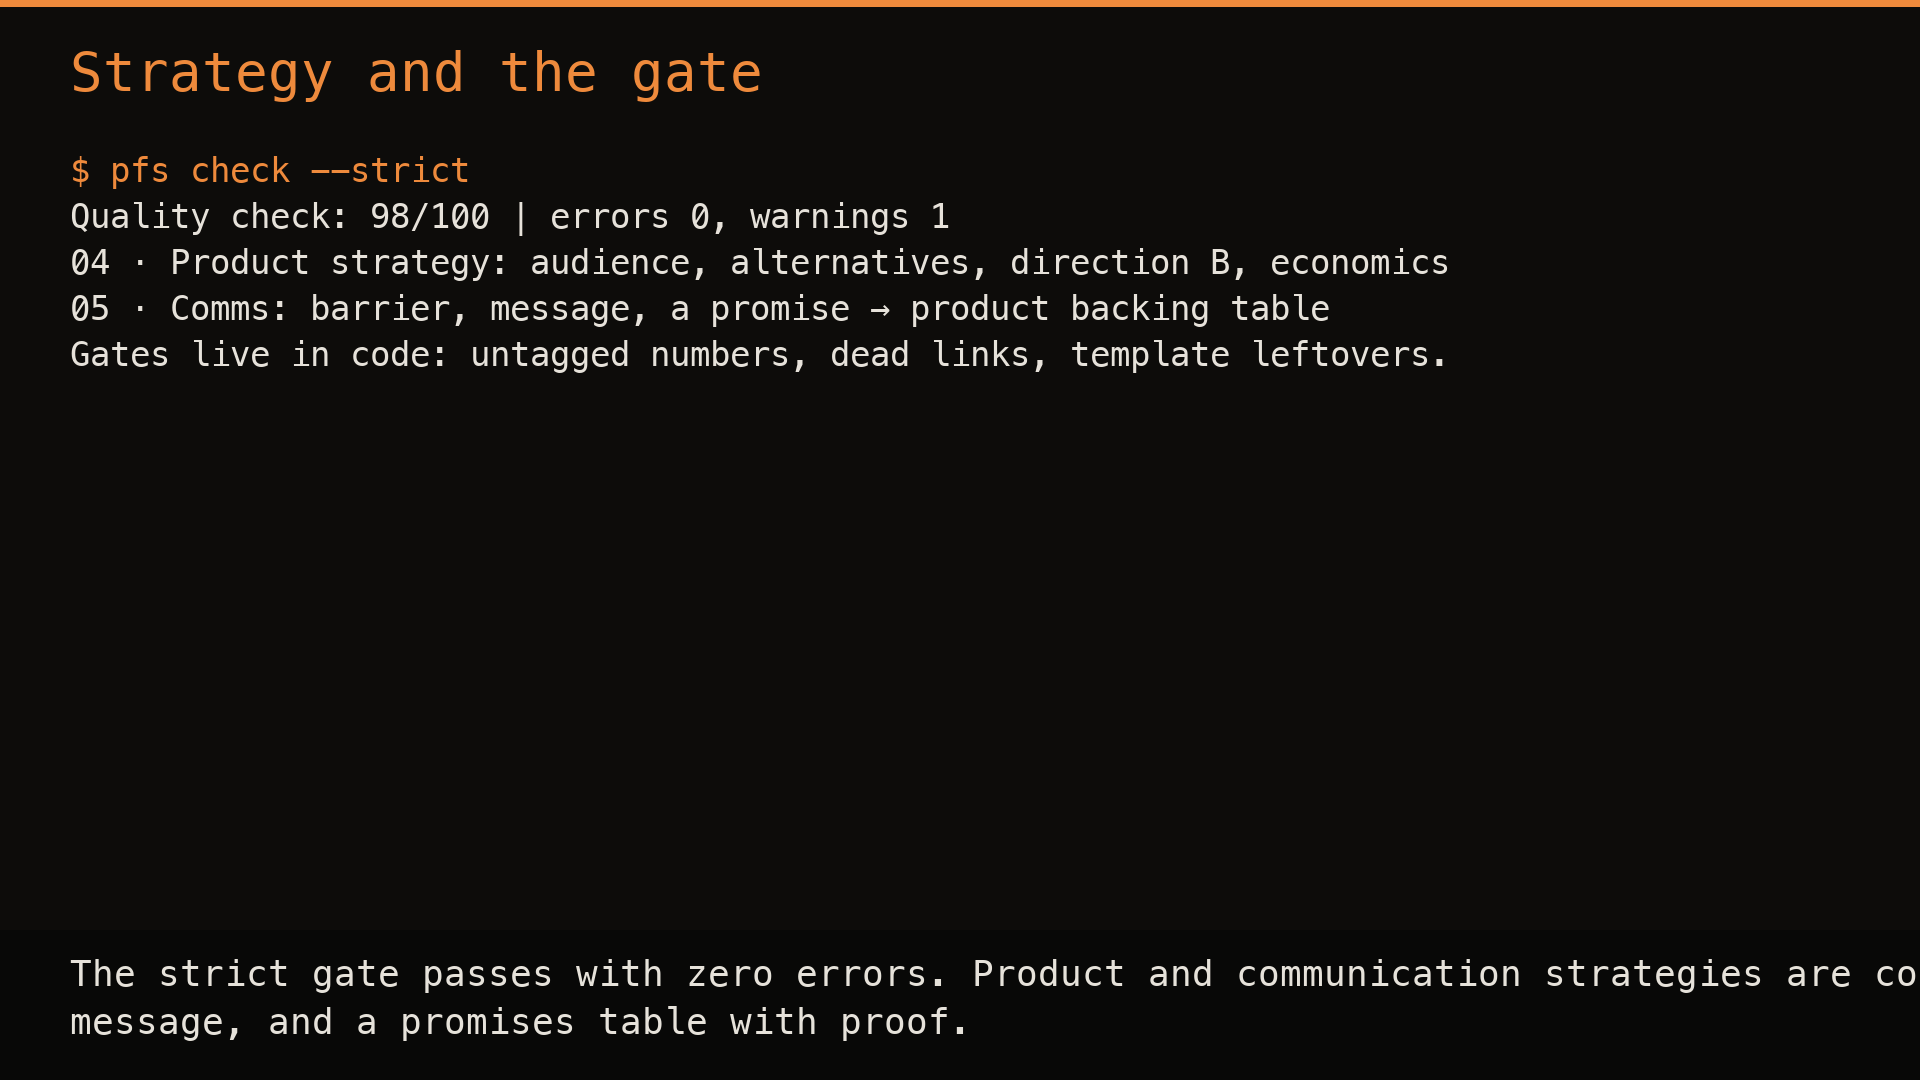 Strategy and the gate
$ pfs check --strict
Quality check: 98/100 | errors 0, warnings 1
04 · Product strategy: audience, alternatives, direction B, economics
05 · Comms: barrier, message, a promise → product backing table
Gates live in code: untagged numbers, dead links, template leftovers.
The strict gate passes with zero errors. Product and communication strategies are
message, and a promises table with proof.